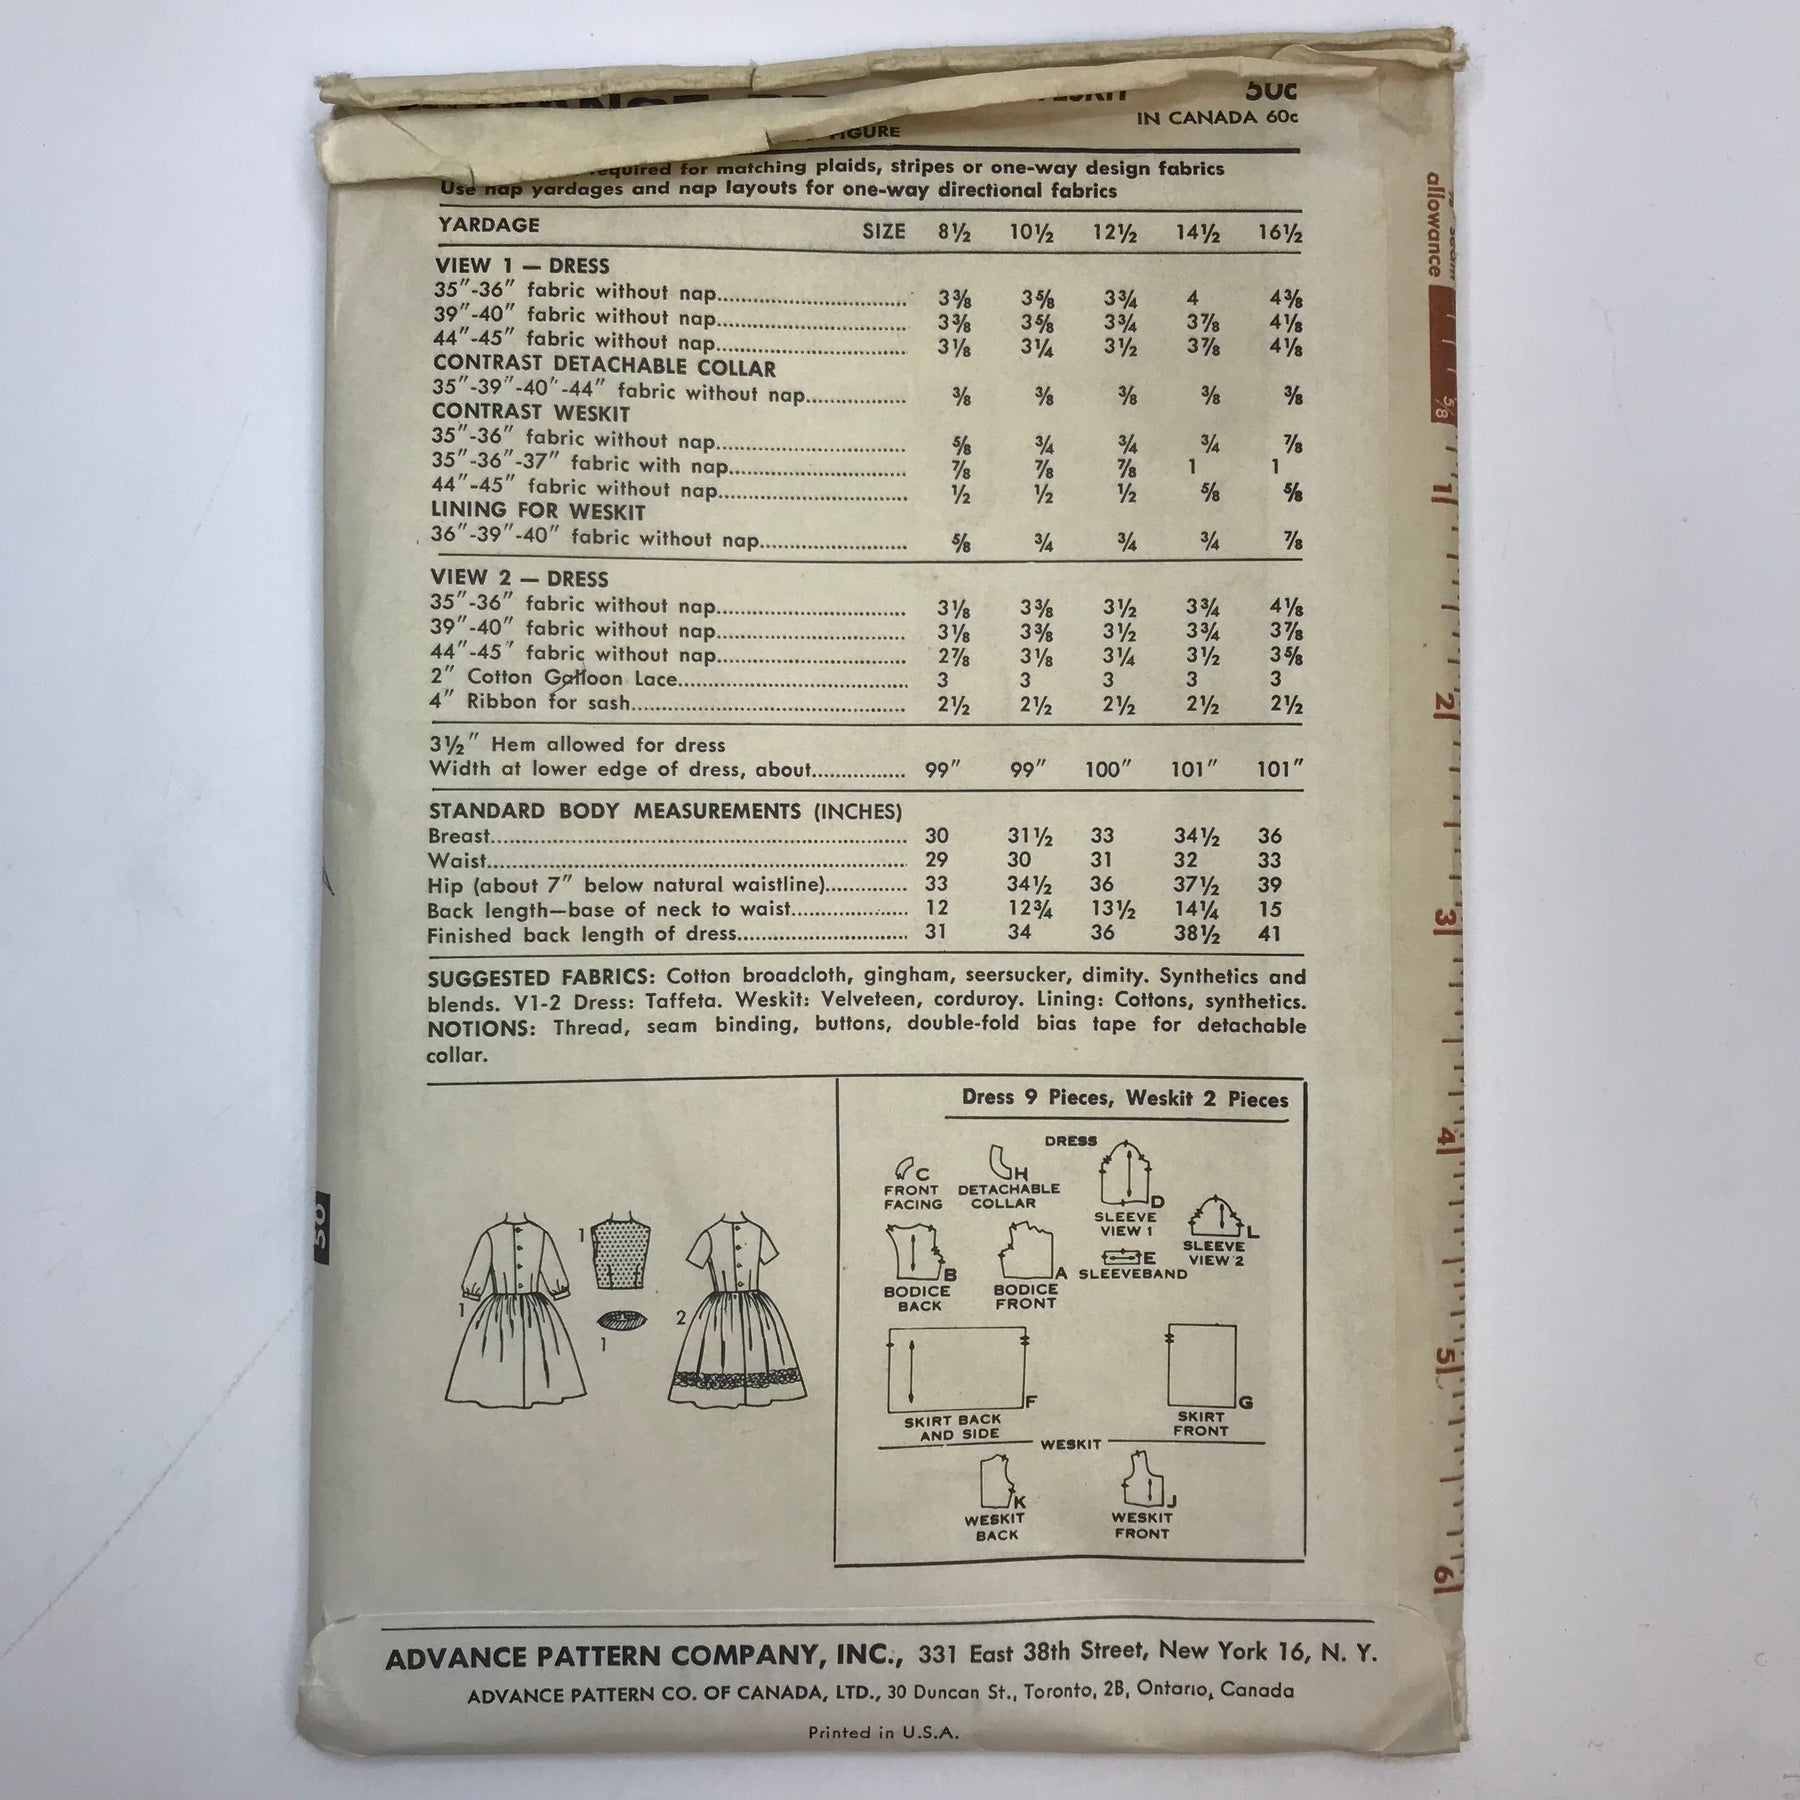 50c
IN CANADA 60c
FIGURE
required for matching plaids, stripes or one-way design fabrics
Use nap yardages and nap layouts for one-way directional fabrics
YARDAGE SIZE 8½ 10½ 12½ 14½ 16½
VIEW 1 — DRESS
35"-36" fabric without nap 3⅜ 3⅝ 3¾ 4 4⅜
39"-40" fabric without nap 3⅜ 3⅝ 3¾ 3⅞ 4⅛
44"-45" fabric without nap 3⅛ 3¼ 3½ 3⅞ 4⅛
CONTRAST DETACHABLE COLLAR
35"-39"-40"-44" fabric without nap ⅜ ⅜ ⅜ ⅜ ⅜
CONTRAST WESKIT
35"-36" fabric without nap ⅝ ¾ ¾ ¾ ⅞
35"-36"-37" fabric with nap ⅞ ⅞ ⅞ 1 1
44"-45" fabric without nap ½ ½ ½ ⅝ ⅝
LINING FOR WESKIT
36"-39"-40" fabric without nap ⅝ ¾ ¾ ¾ ⅞
VIEW 2 — DRESS
35"-36" fabric without nap 3⅛ 3⅜ 3½ 3¾ 4⅛
39"-40" fabric without nap 3⅛ 3⅜ 3½ 3¾ 3⅞
44"-45" fabric without nap 2⅞ 3⅛ 3¼ 3½ 3⅝
2" Cotton Galloon Lace 3 3 3 3 3
4" Ribbon for sash 2½ 2½ 2½ 2½ 2½
3½" Hem allowed for dress
Width at lower edge of dress, about 99" 99" 100" 101" 101"
STANDARD BODY MEASUREMENTS (INCHES)
Breast 30 31½ 33 34½ 36
Waist 29 30 31 32 33
Hip (about 7" below natural waistline) 33 34½ 36 37½ 39
Back length—base of neck to waist 12 12¾ 13½ 14¼ 15
Finished back length of dress 31 34 36 38½ 41
SUGGESTED FABRICS: Cotton broadcloth, gingham, seersucker, dimity. Synthetics and
blends. V1-2 Dress: Taffeta. Weskit: Velveteen, corduroy. Lining: Cottons, synthetics.
NOTIONS: Thread, seam binding, buttons, double-fold bias tape for detachable
collar.
1
1
1
2
Dress 9 Pieces, Weskit 2 Pieces
DRESS
C
FRONT
FACING
H
DETACHABLE
COLLAR
D
SLEEVE
VIEW 1
L
SLEEVE
VIEW 2
B
BODICE
BACK
A
BODICE
FRONT
E
SLEEVEBAND
F
SKIRT BACK
AND SIDE
G
SKIRT
FRONT
WESKIT
K
WESKIT
BACK
J
WESKIT
FRONT
ADVANCE PATTERN COMPANY, INC., 331 East 38th Street, New York 16, N. Y.
ADVANCE PATTERN CO. OF CANADA, LTD., 30 Duncan St., Toronto, 2B, Ontario, Canada
Printed in U.S.A.
allowance
5/8
1
2
3
4
5
6